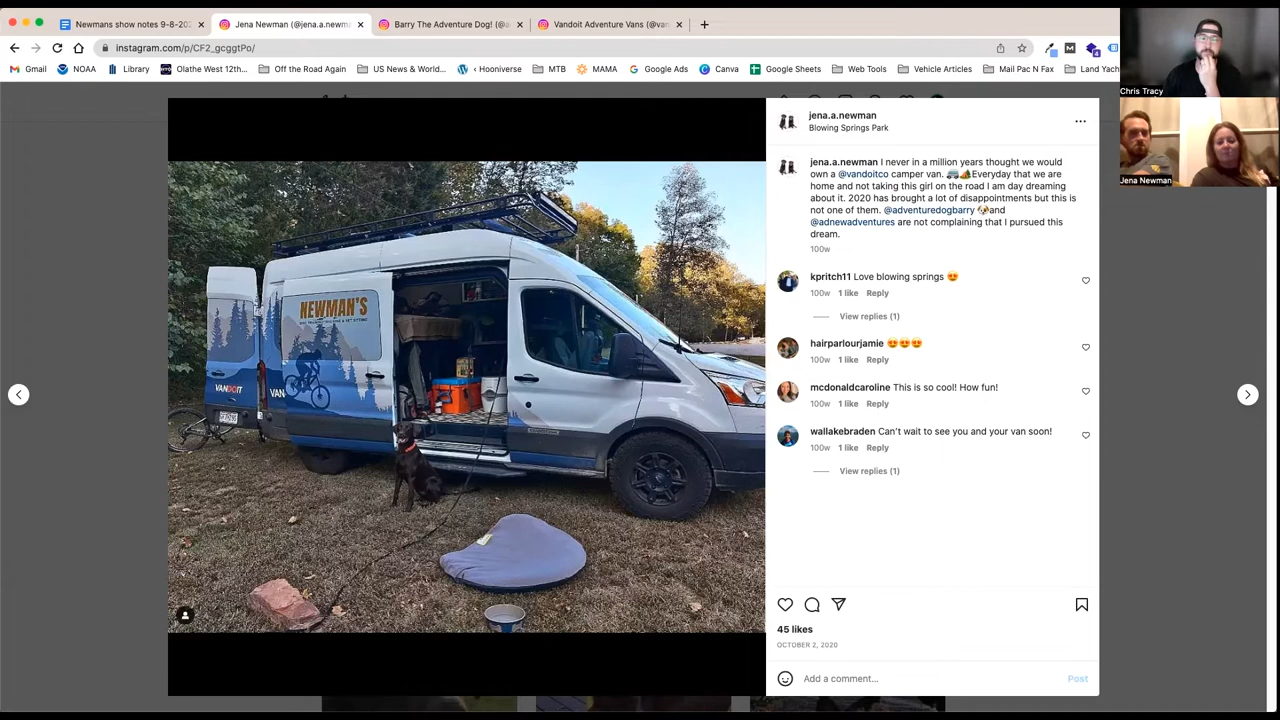 Newmans show notes 9-8-202
Jena Newman (@jena.a.newma
Barry The Adventure Dog! (@a
Vandoit Adventure Vans (@van
instagram.com/p/CF2_gcggtPo/
Gmail
NOAA
Library
Olathe West 12th...
Off the Road Again
US News & World...
Hooniverse
MTB
MAMA
Google Ads
Canva
Google Sheets
Web Tools
Vehicle Articles
Mail Pac N Fax
Land Yach
Chris Tracy
Jena Newman
NEWMAN'S
VANDOIT
VAN
jena.a.newman
Blowing Springs Park
jena.a.newman I never in a million years thought we would
own a @vandoitco camper van. 🚐🏕️Everyday that we are
home and not taking this girl on the road I am day dreaming
about it. 2020 has brought a lot of disappointments but this is
not one of them. @adventuredogbarry 🐶and
@adnewadventures are not complaining that I pursued this
dream.
100w
kpritch11 Love blowing springs 😍
100w 1 like Reply
View replies (1)
hairparlourjamie 😍😍😍
100w 1 like Reply
mcdonaldcaroline This is so cool! How fun!
100w 1 like Reply
wallakebraden Can't wait to see you and your van soon!
100w 1 like Reply
View replies (1)
45 likes
OCTOBER 2, 2020
Add a comment...
Post